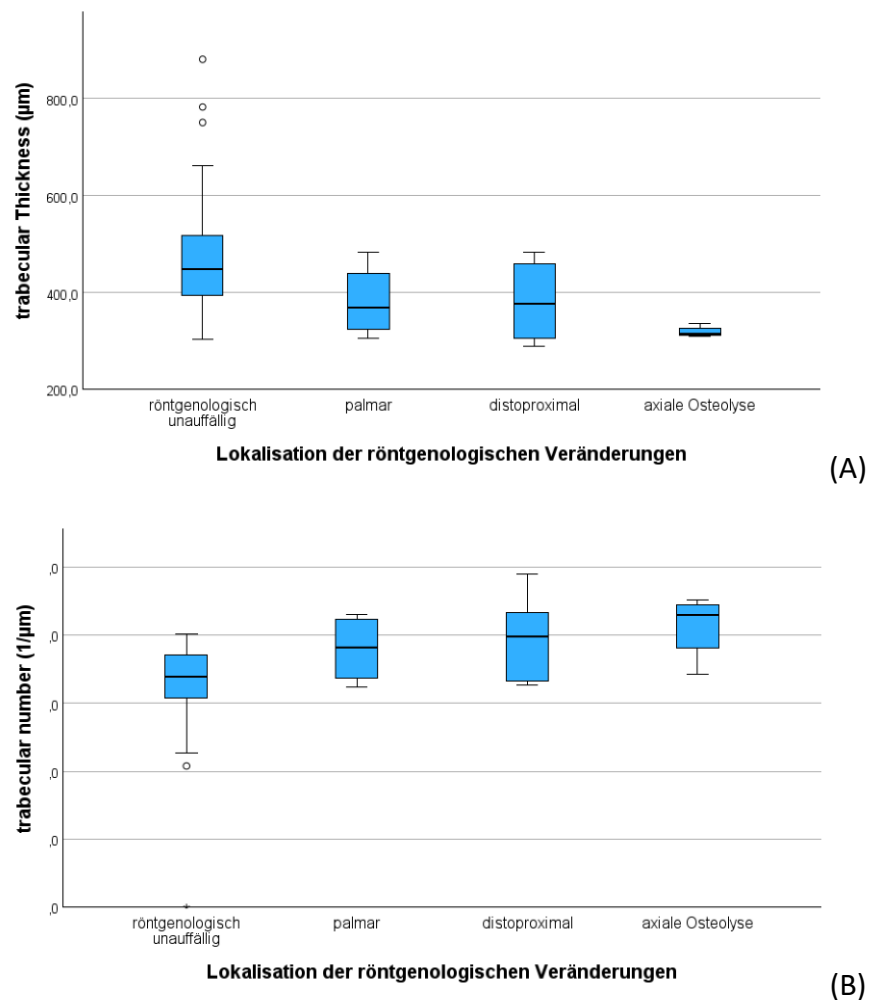 trabecular Thickness (µm)
800,0
600,0
400,0
200,0
röntgenologisch
unauffällig
palmar
distoproximal
axiale Osteolyse
Lokalisation der röntgenologischen Veränderungen
(A)
trabecular number (1/µm)
,0
,0
,0
,0
,0
,0
röntgenologisch
unauffällig
palmar
distoproximal
axiale Osteolyse
Lokalisation der röntgenologischen Veränderungen
(B)